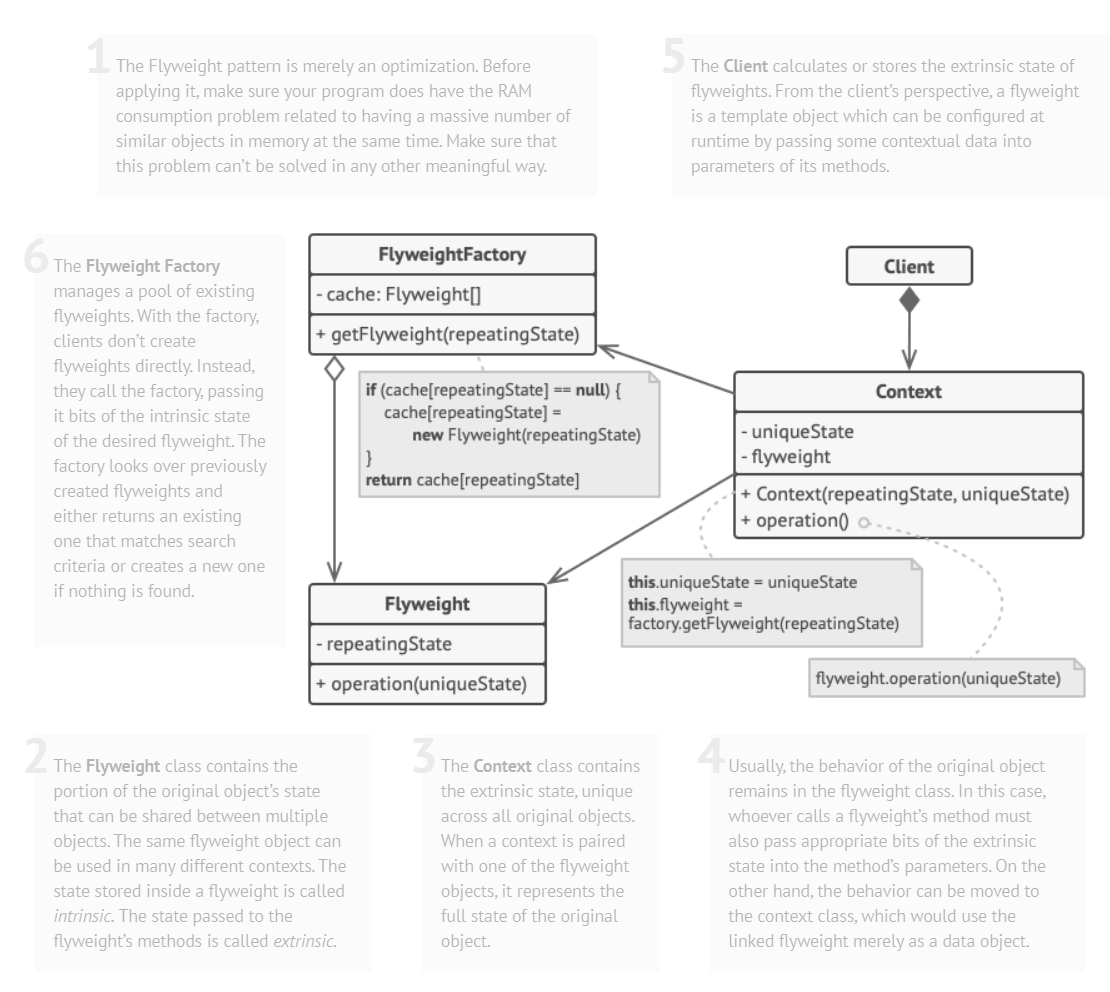 1
The Flyweight pattern is merely an optimization. Before
applying it, make sure your program does have the RAM
consumption problem related to having a massive number of
similar objects in memory at the same time. Make sure that
this problem can't be solved in any other meaningful way.
5
The Client calculates or stores the extrinsic state of
flyweights. From the client's perspective, a flyweight
is a template object which can be configured at
runtime by passing some contextual data into
parameters of its methods.
6
The Flyweight Factory
manages a pool of existing
flyweights. With the factory,
clients don't create
flyweights directly. Instead,
they call the factory, passing
it bits of the intrinsic state
of the desired flyweight. The
factory looks over previously
created flyweights and
either returns an existing
one that matches search
criteria or creates a new one
if nothing is found.
FlyweightFactory
- cache: Flyweight[]
+ getFlyweight(repeatingState)
if (cache[repeatingState] == null) {
cache[repeatingState] =
new Flyweight(repeatingState)
}
return cache[repeatingState]
Client
Context
- uniqueState
- flyweight
+ Context(repeatingState, uniqueState)
+ operation()
this.uniqueState = uniqueState
this.flyweight =
factory.getFlyweight(repeatingState)
flyweight.operation(uniqueState)
Flyweight
- repeatingState
+ operation(uniqueState)
2
The Flyweight class contains the
portion of the original object's state
that can be shared between multiple
objects. The same flyweight object can
be used in many different contexts. The
state stored inside a flyweight is called
intrinsic. The state passed to the
flyweight's methods is called extrinsic.
3
The Context class contains
the extrinsic state, unique
across all original objects.
When a context is paired
with one of the flyweight
objects, it represents the
full state of the original
object.
4
Usually, the behavior of the original object
remains in the flyweight class. In this case,
whoever calls a flyweight's method must
also pass appropriate bits of the extrinsic
state into the method's parameters. On the
other hand, the behavior can be moved to
the context class, which would use the
linked flyweight merely as a data object.